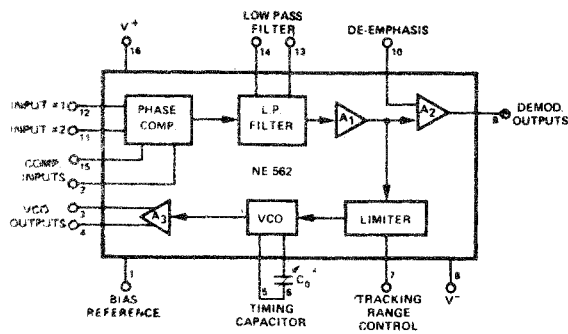 LOW PASS
FILTER
DE-EMPHASIS
V+
16
14
13
10
INPUT #1
12
INPUT #2
11
PHASE
COMP.
L.P.
FILTER
A1
A2
DEMOD.
OUTPUTS
15
COMP
INPUTS
2
NE 562
VCO
OUTPUTS
3
4
A3
VCO
LIMITER
1
BIAS
REFERENCE
5
6
C0
TIMING
CAPACITOR
7
TRACKING
RANGE
CONTROL
8
V-